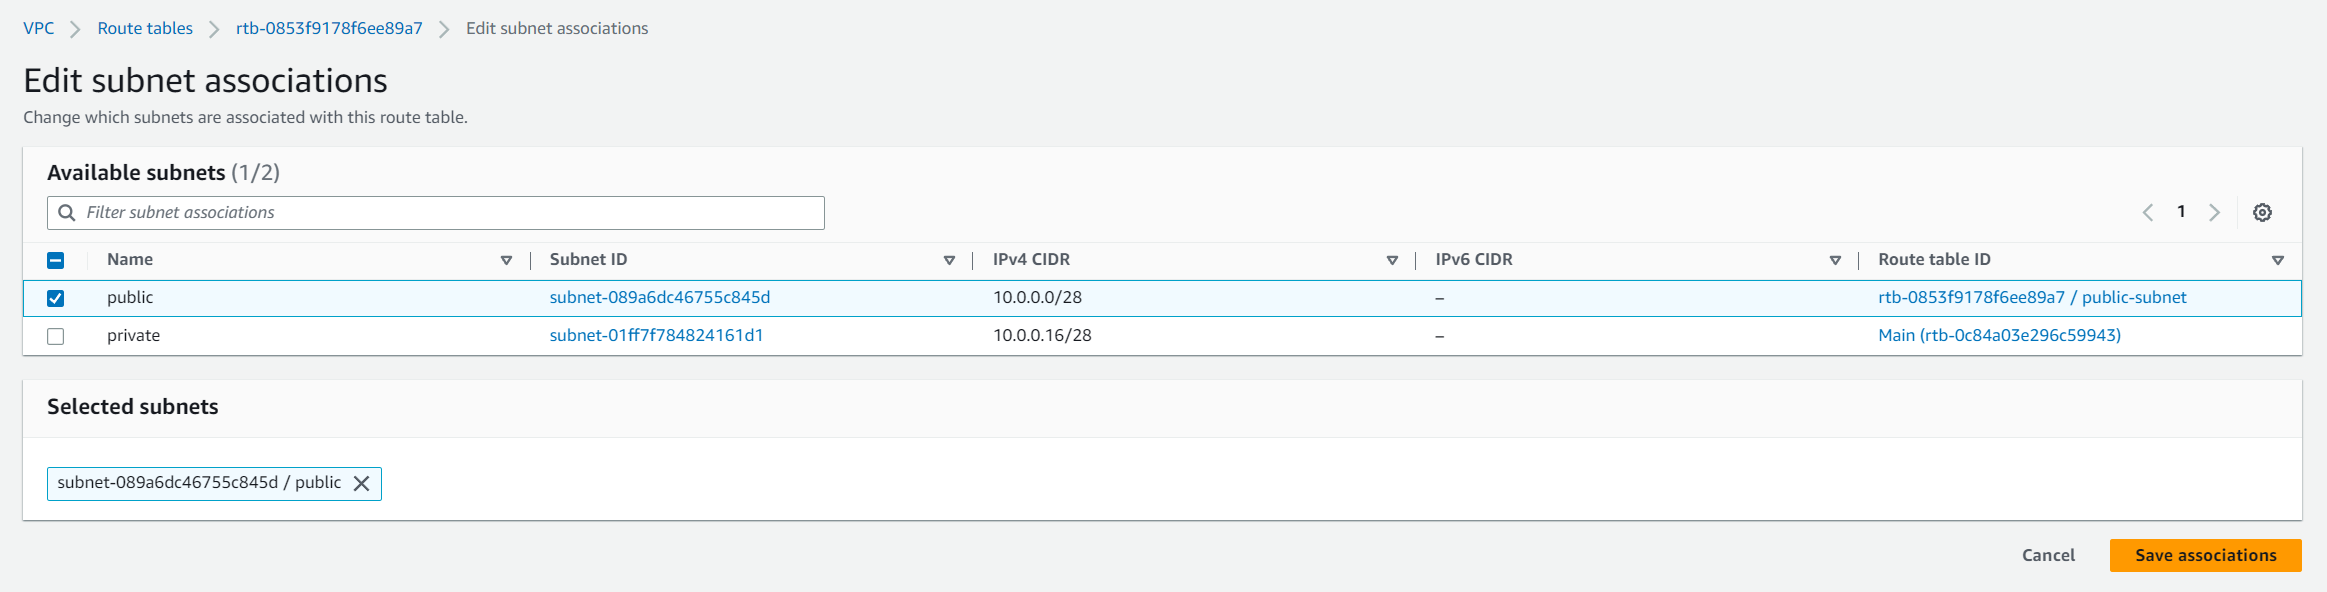 VPC > Route tables > rtb-0853f9178f6ee89a7 > Edit subnet associations
Edit subnet associations
Change which subnets are associated with this route table.
Available subnets (1/2)
Filter subnet associations
1
Name Subnet ID IPv4 CIDR IPv6 CIDR Route table ID
public subnet-089a6dc46755c845d 10.0.0.0/28 – rtb-0853f9178f6ee89a7 / public-subnet
private subnet-01ff7f784824161d1 10.0.0.16/28 – Main (rtb-0c84a03e296c59943)
Selected subnets
subnet-089a6dc46755c845d / public
Cancel Save associations